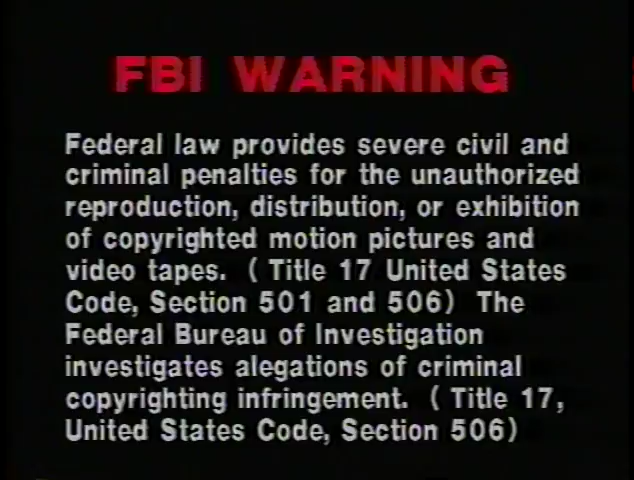 FBI WARNING
Federal law provides severe civil and
criminal penalties for the unauthorized
reproduction, distribution, or exhibition
of copyrighted motion pictures and
video tapes. ( Title 17 United States
Code, Section 501 and 506) The
Federal Bureau of Investigation
investigates alegations of criminal
copyrighting infringement. ( Title 17,
United States Code, Section 506)